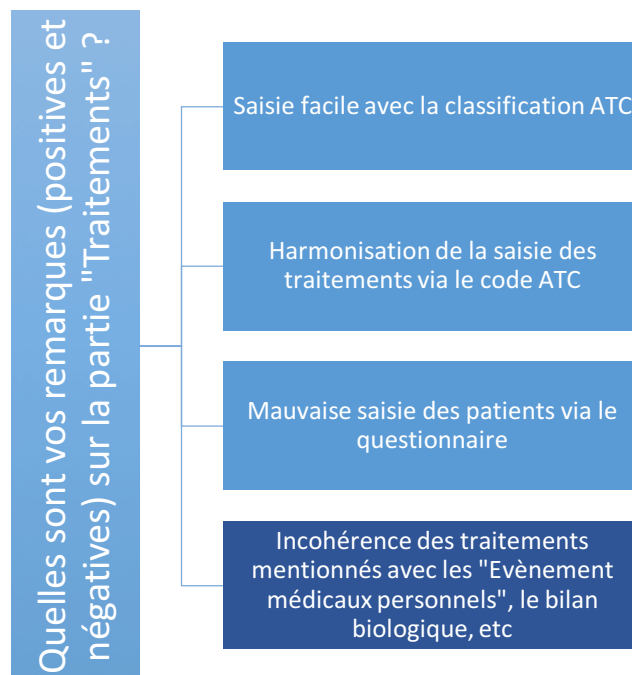 Quelles sont vos remarques (positives et
négatives) sur la partie "Traitements" ?
Saisie facile avec la classification ATC
Harmonisation de la saisie des
traitements via le code ATC
Mauvaise saisie des patients via le
questionnaire
Incohérence des traitements
mentionnés avec les "Evènement
médicaux personnels", le bilan
biologique, etc